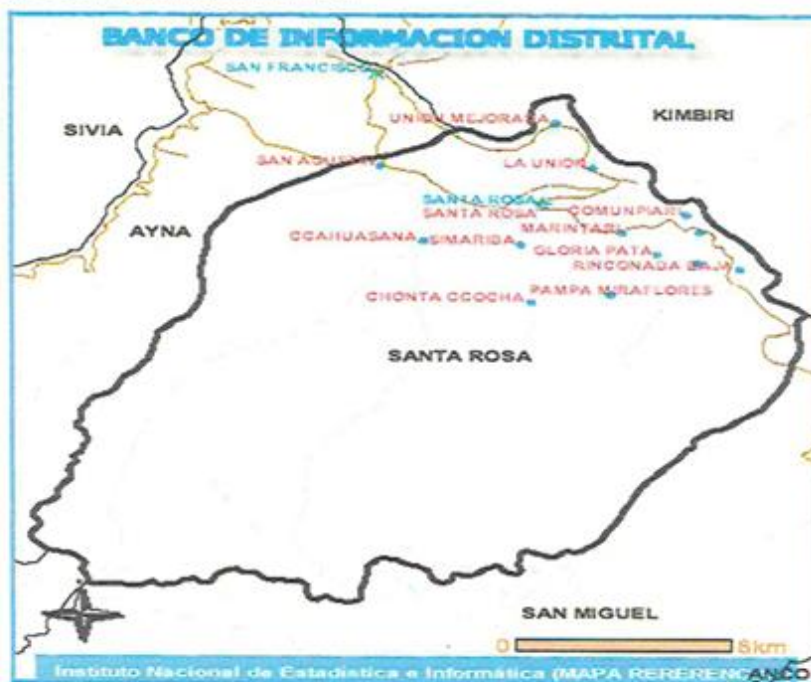 BANCO DE INFORMACION DISTRITAL
SAN FRANCISCO
SIVIA
UNION MEJORADA
KIMBIRI
SAN AGUSTIN
LA UNION
AYNA
SANTA ROSA
SANTA ROSA
COMUNPIARI
MARINTARI
CCAHUASANA
SIMARIBA
GLORIA PATA
RINCONADA BAJA
CHONTA CCOCHA
PAMPA MIRAFLORES
SANTA ROSA
SAN MIGUEL
0 8km
Instituto Nacional de Estadística e Informática (MAPA